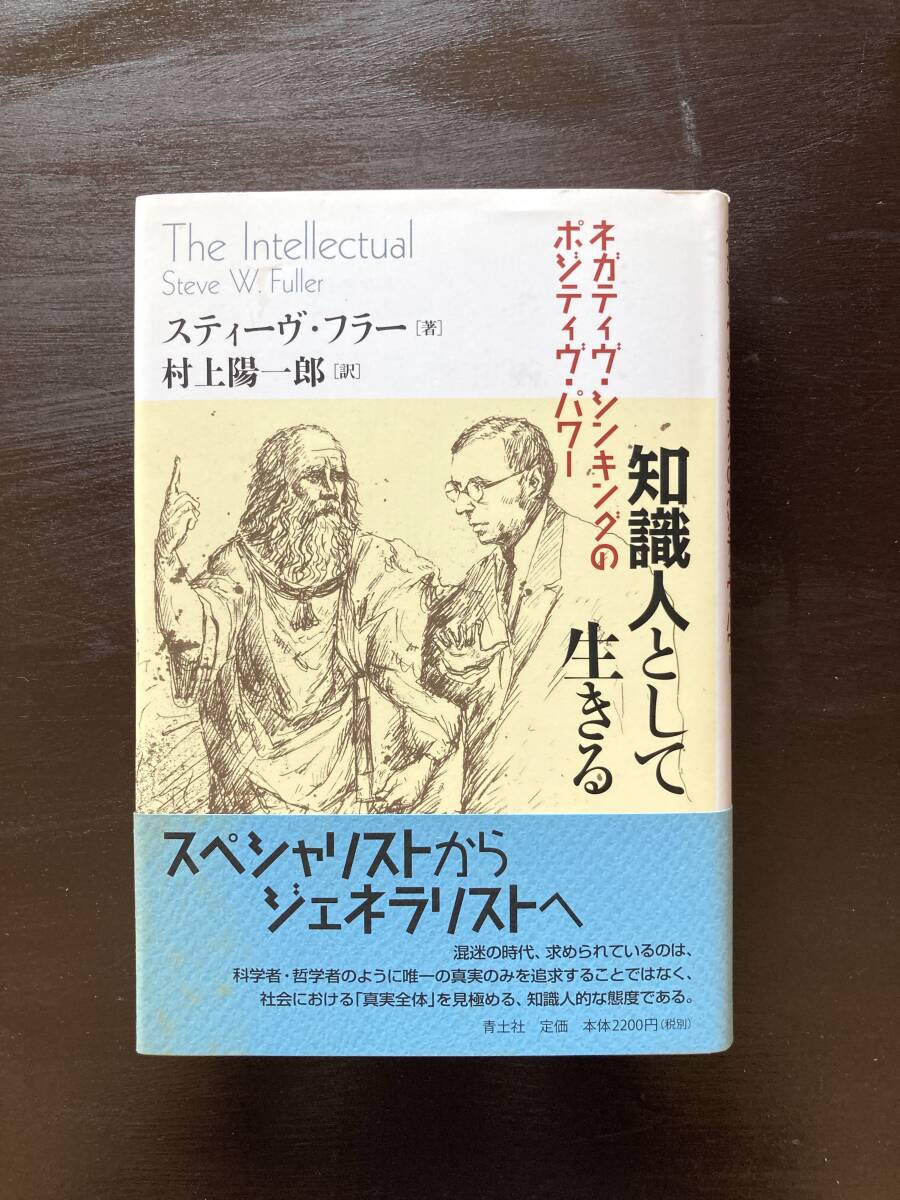 The Intellectual
Steve W. Fuller
スティーヴ・フラー［著］
村上陽一郎［訳］
ネガティヴ・シンキングの
ポジティヴ・パワー
知識人として
生きる
スペシャリストから
ジェネラリストへ
混迷の時代、求められているのは、
科学者・哲学者のように唯一の真実のみを追求することではなく、
社会における「真実全体」を見極める、知識人的な態度である。
青土社　定価　本体2200円（税別）